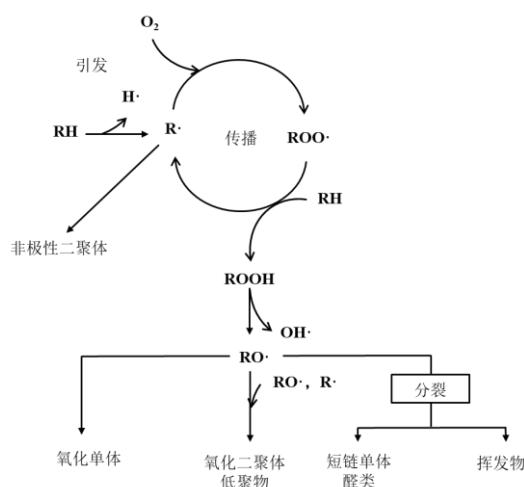 O₂
引发
H·
RH
R·
传播
ROO·
RH
非极性二聚体
ROOH
OH·
RO·
RO·, R·
分裂
氧化单体
氧化二聚体
低聚物
短链单体
醛类
挥发物